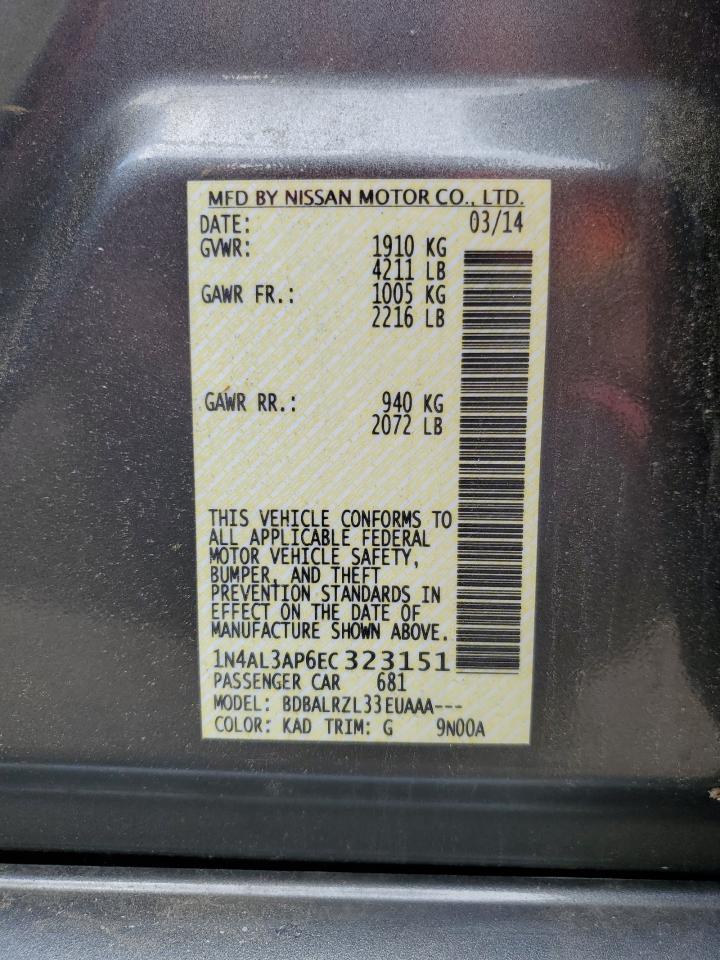 MFD BY NISSAN MOTOR CO., LTD.
DATE: 03/14
GVWR: 1910 KG
4211 LB
GAWR FR.: 1005 KG
2216 LB
GAWR RR.: 940 KG
2072 LB
THIS VEHICLE CONFORMS TO
ALL APPLICABLE FEDERAL
MOTOR VEHICLE SAFETY,
BUMPER, AND THEFT
PREVENTION STANDARDS IN
EFFECT ON THE DATE OF
MANUFACTURE SHOWN ABOVE.
1N4AL3AP6EC323151
PASSENGER CAR 681
MODEL: BDBALRZL33EUAAA---
COLOR: KAD TRIM: G 9N00A